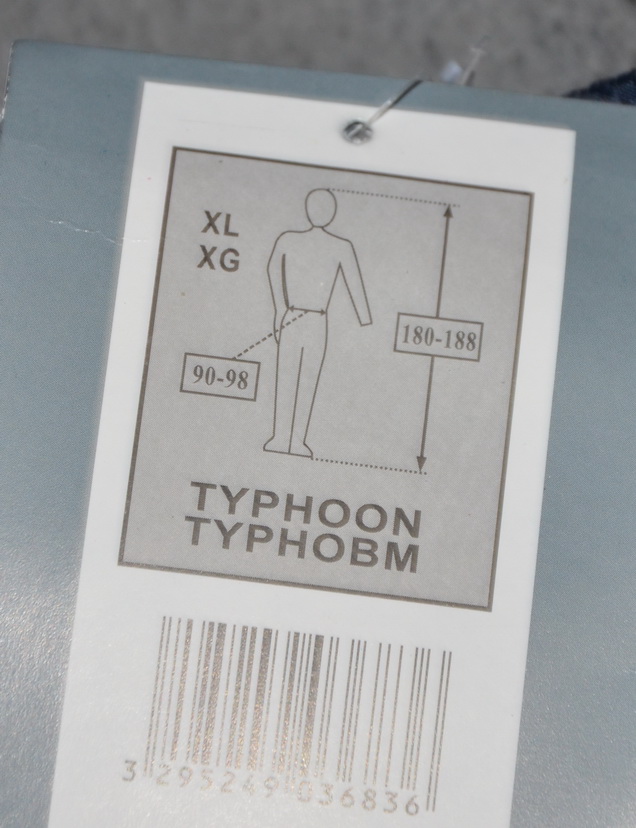 XL
XG
180-188
90-98
TYPHOON
TYPHOBM
3 295249 036836